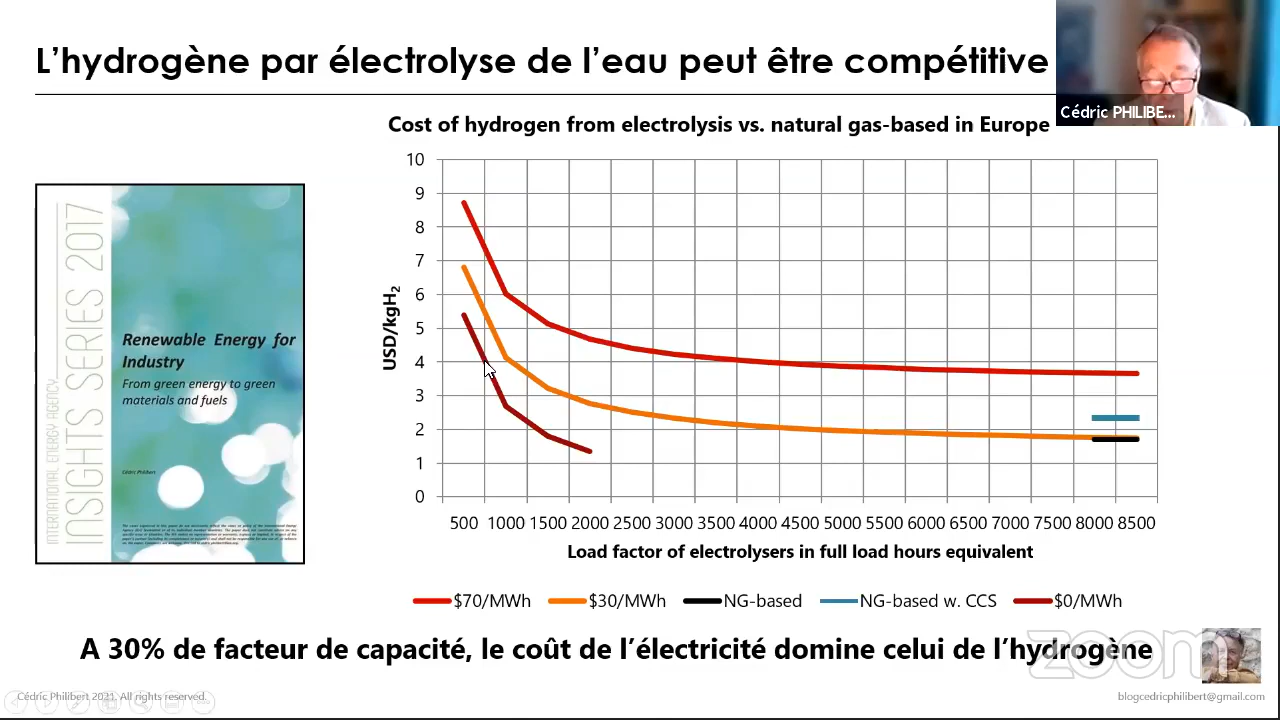 L'hydrogène par électrolyse de l'eau peut être compétitive
Cédric PHILIBE...
Cost of hydrogen from electrolysis vs. natural gas-based in Europe
10
9
8
7
6
5
4
3
2
1
0
USD/kgH₂
500 1000 1500 2000 2500 3000 3500 4000 4500 5000 5500 6000 6500 7000 7500 8000 8500
Load factor of electrolysers in full load hours equivalent
$70/MWh $30/MWh NG-based NG-based w. CCS $0/MWh
INTERNATIONAL ENERGY AGENCY
INSIGHTS SERIES 2017
Renewable Energy for
Industry
From green energy to green
materials and fuels
Cédric Philibert
A 30% de facteur de capacité, le coût de l'électricité domine celui de l'hydrogène
zoom
Cédric Philibert 2021. All rights reserved.
blogcedricphilibert@gmail.com